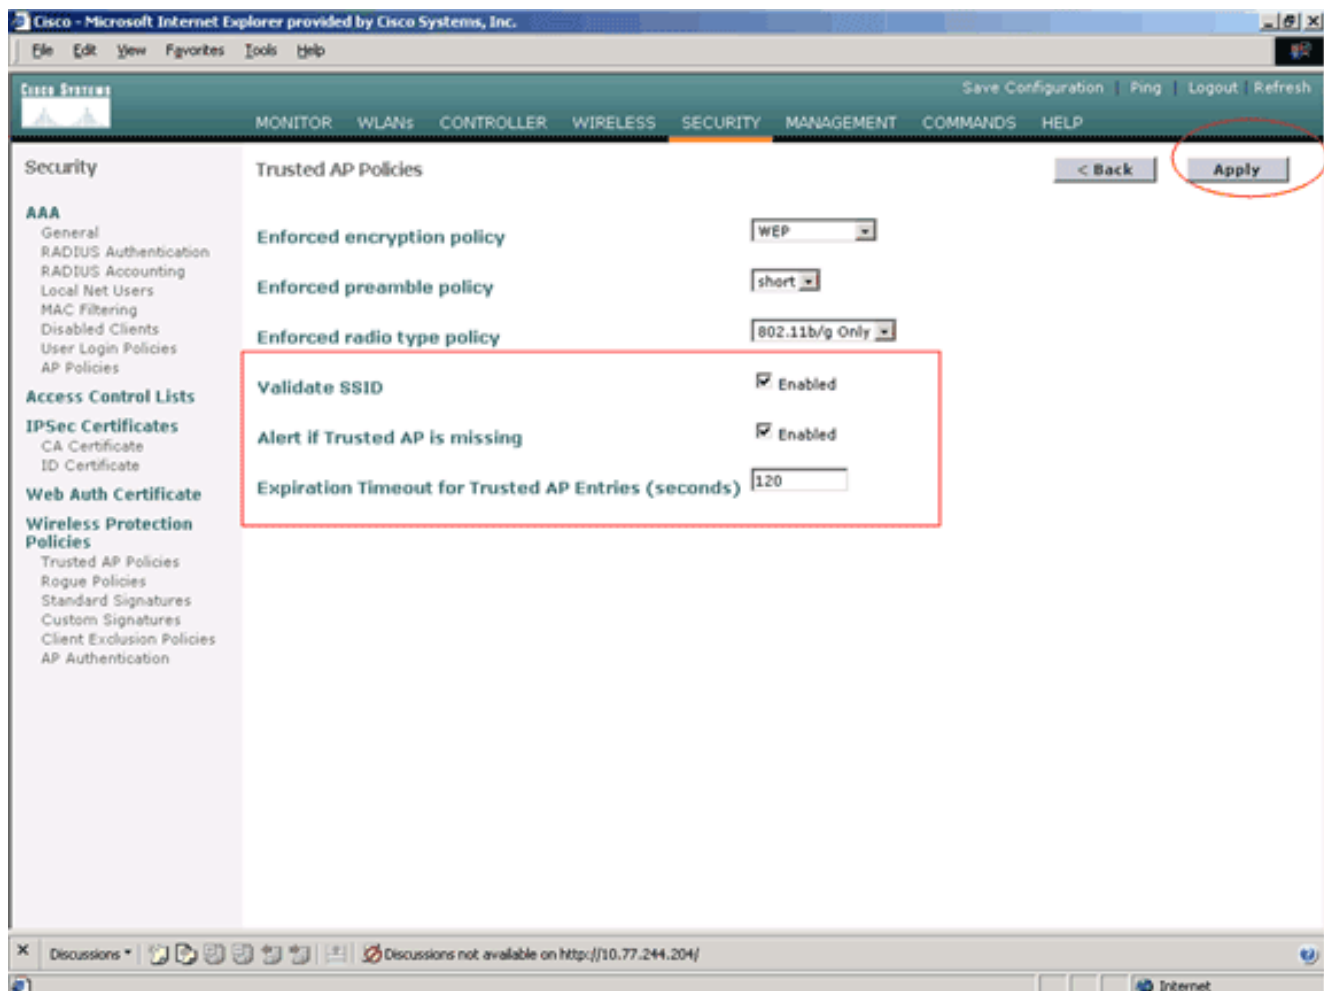 Cisco - Microsoft Internet Explorer provided by Cisco Systems, Inc.
File Edit View Favorites Tools Help
CISCO SYSTEMS
Save Configuration | Ping | Logout | Refresh
MONITOR WLANs CONTROLLER WIRELESS SECURITY MANAGEMENT COMMANDS HELP
Security
Trusted AP Policies
< Back
Apply
AAA
General
RADIUS Authentication
RADIUS Accounting
Local Net Users
MAC Filtering
Disabled Clients
User Login Policies
AP Policies
Access Control Lists
IPSec Certificates
CA Certificate
ID Certificate
Web Auth Certificate
Wireless Protection
Policies
Trusted AP Policies
Rogue Policies
Standard Signatures
Custom Signatures
Client Exclusion Policies
AP Authentication
Enforced encryption policy WEP
Enforced preamble policy short
Enforced radio type policy 802.11b/g Only
Validate SSID Enabled
Alert if Trusted AP is missing Enabled
Expiration Timeout for Trusted AP Entries (seconds) 120
Discussions Discussions not available on http://10.77.244.204/
Internet